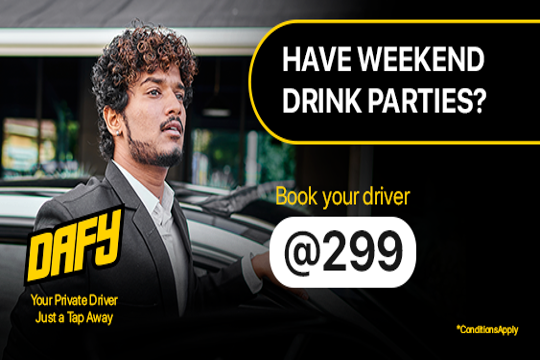 HAVE WEEKEND
DRINK PARTIES?
Book your driver
@299
DAFY
Your Private Driver
Just a Tap Away
*ConditionsApply